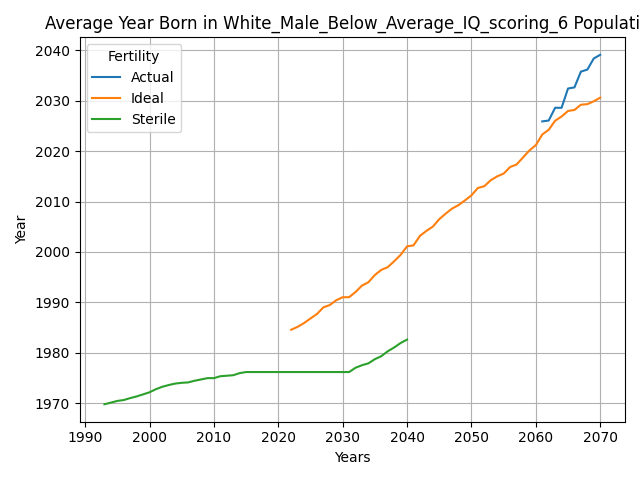 Average Year Born in White_Male_Below_Average_IQ_scoring_6 Populati
Fertility
Actual
Ideal
Sterile
Year
2040
2030
2020
2010
2000
1990
1980
1970
1990 2000 2010 2020 2030 2040 2050 2060 2070
Years